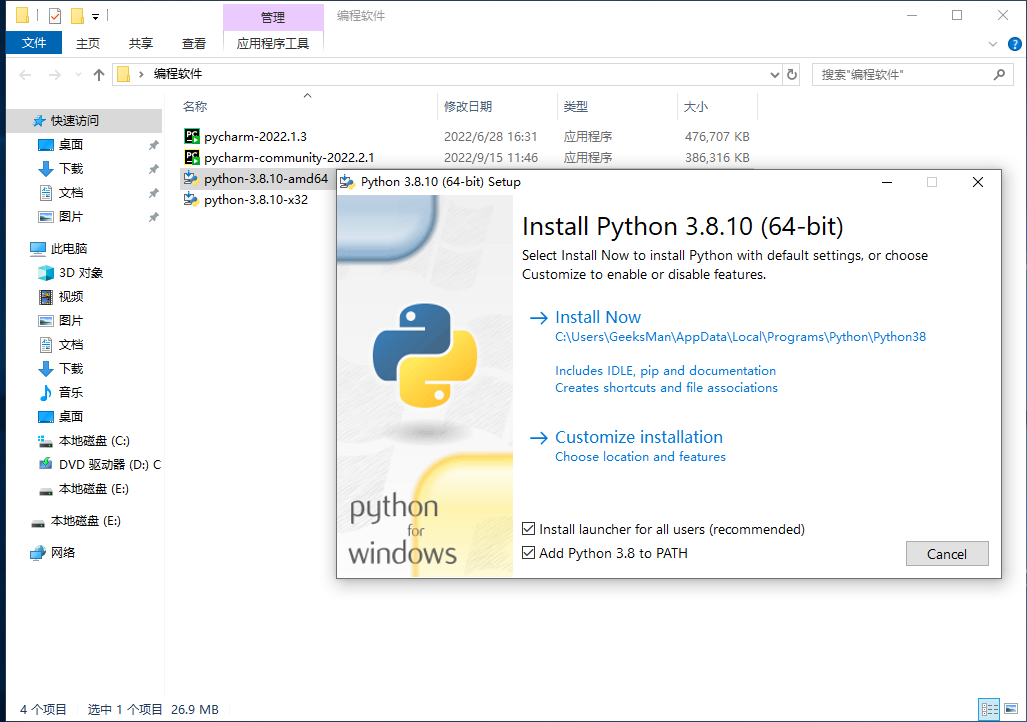 管理
编程软件
文件
主页
共享
查看
应用程序工具
编程软件
搜索"编程软件"
名称
修改日期
类型
大小
快速访问
桌面
下载
文档
图片
此电脑
3D 对象
视频
图片
文档
下载
音乐
桌面
本地磁盘 (C:)
DVD 驱动器 (D:) C
本地磁盘 (E:)
本地磁盘 (E:)
网络
pycharm-2022.1.3 2022/6/28 16:31 应用程序 476,707 KB
pycharm-community-2022.2.1 2022/9/15 11:46 应用程序 386,316 KB
python-3.8.10-amd64
python-3.8.10-x32
Python 3.8.10 (64-bit) Setup
Install Python 3.8.10 (64-bit)
Select Install Now to install Python with default settings, or choose
Customize to enable or disable features.
Install Now
C:\Users\GeeksMan\AppData\Local\Programs\Python\Python38
Includes IDLE, pip and documentation
Creates shortcuts and file associations
Customize installation
Choose location and features
python
for
windows
Install launcher for all users (recommended)
Add Python 3.8 to PATH
Cancel
4 个项目
选中 1 个项目 26.9 MB